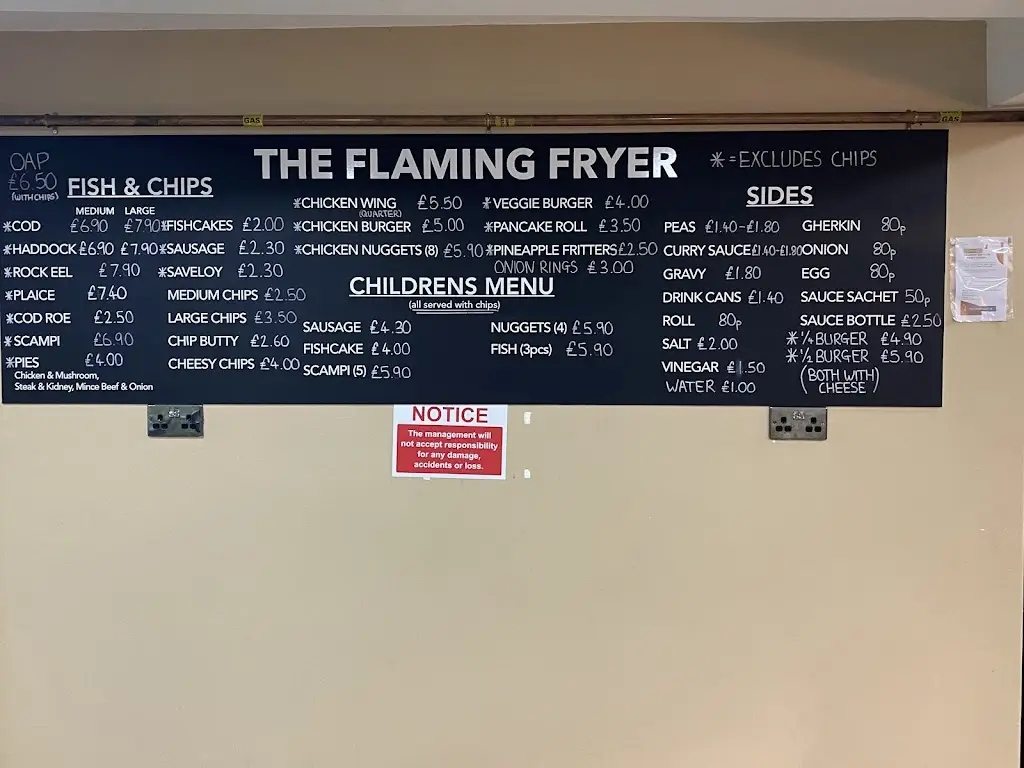 GAS
GAS
THE FLAMING FRYER
* = EXCLUDES CHIPS
OAP
£6.50
(WITH CHIPS)
FISH & CHIPS
MEDIUM LARGE
*COD £6.90 £7.90
*HADDOCK £6.90 £7.90
*ROCK EEL £7.90
*PLAICE £7.40
*COD ROE £2.50
*SCAMPI £6.90
*PIES £4.00
Chicken & Mushroom,
Steak & Kidney, Mince Beef & Onion
*FISHCAKES £2.00
*SAUSAGE £2.30
*SAVELOY £2.30
MEDIUM CHIPS £2.50
LARGE CHIPS £3.50
CHIP BUTTY £2.60
CHEESY CHIPS £4.00
*CHICKEN WING £5.50
(QUARTER)
*CHICKEN BURGER £5.00
*CHICKEN NUGGETS (8) £5.90
*VEGGIE BURGER £4.00
*PANCAKE ROLL £3.50
*PINEAPPLE FRITTERS £2.50
ONION RINGS £3.00
CHILDRENS MENU
(all served with chips)
SAUSAGE £4.30
FISHCAKE £4.00
SCAMPI (5) £5.90
NUGGETS (4) £5.90
FISH (3pcs) £5.90
SIDES
PEAS £1.40-£1.80
CURRY SAUCE £1.40-£1.80
GRAVY £1.80
DRINK CANS £1.40
ROLL 80p
SALT £2.00
VINEGAR £1.50
WATER £1.00
GHERKIN 80p
ONION 80p
EGG 80p
SAUCE SACHET 50p
SAUCE BOTTLE £2.50
*¼ BURGER £4.90
*½ BURGER £5.90
(BOTH WITH CHEESE)
NOTICE
The management will
not accept responsibility
for any damage,
accidents or loss.